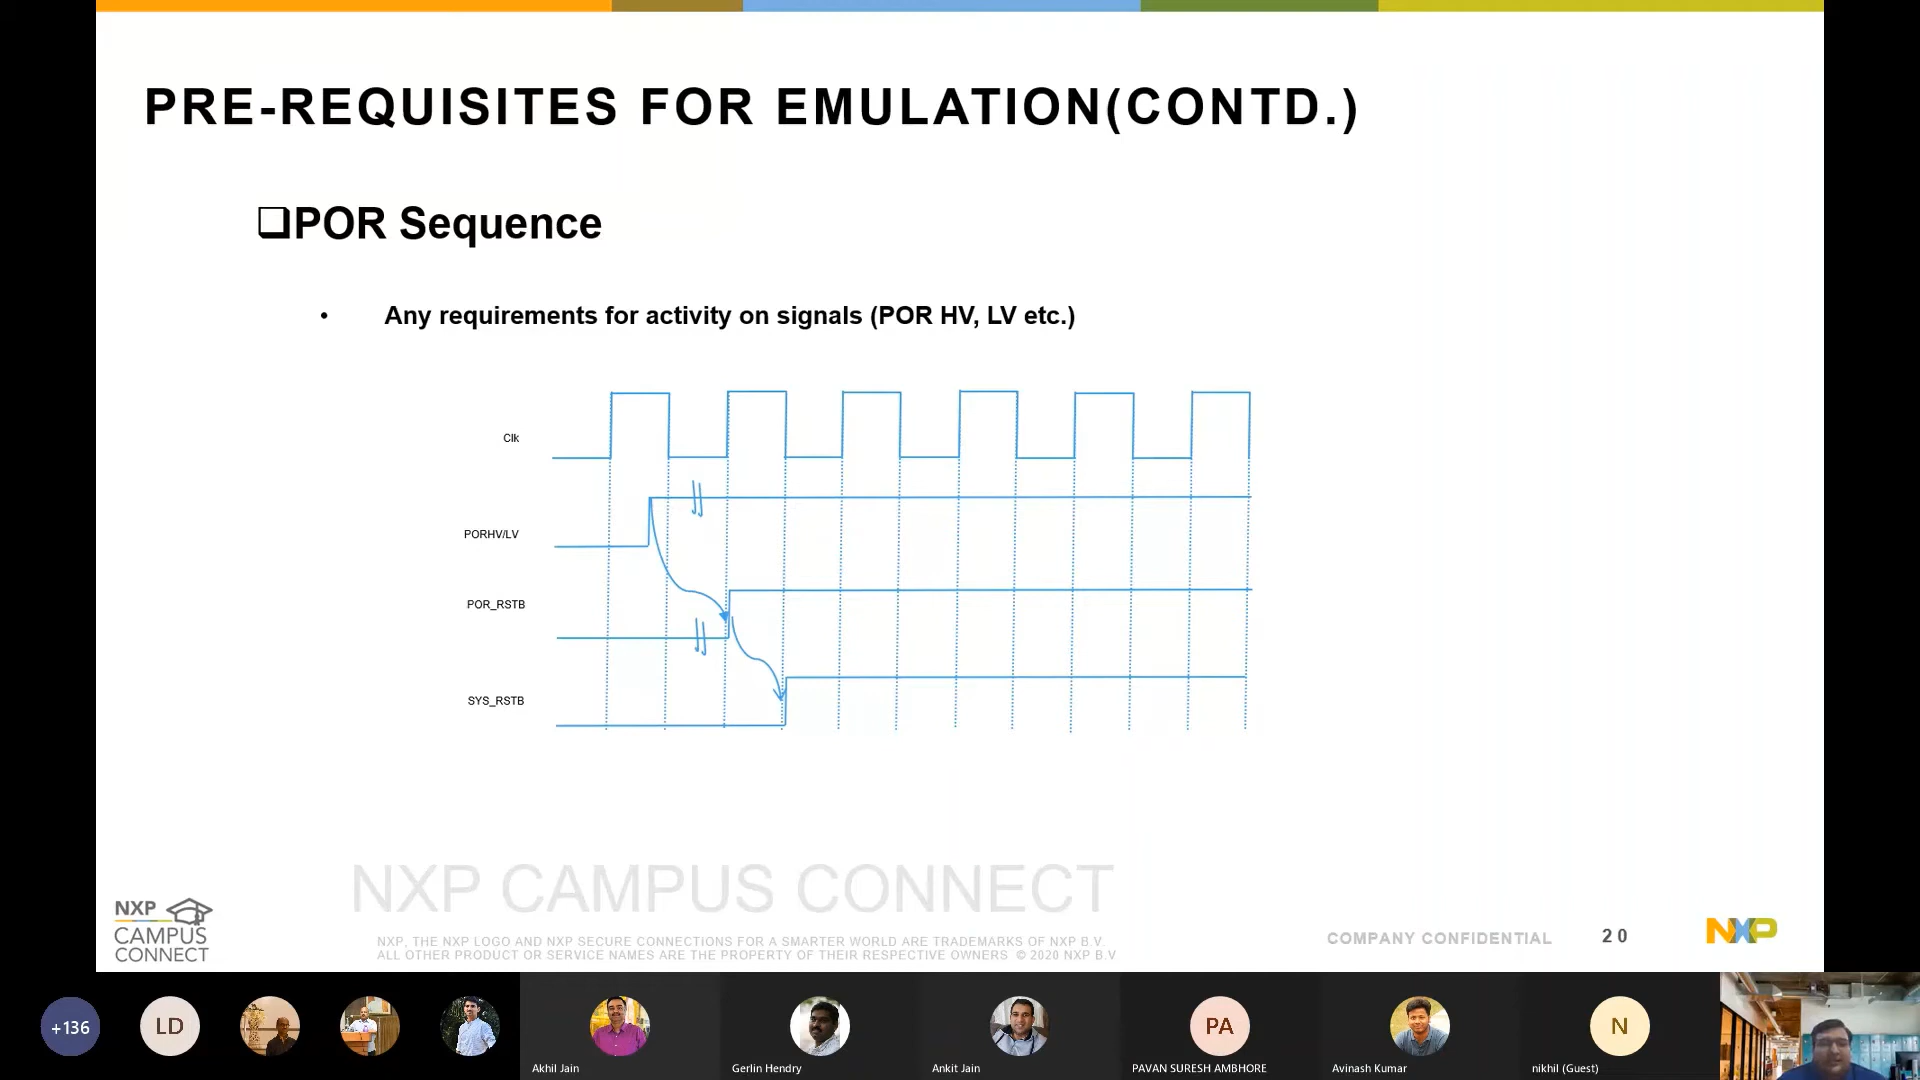 PRE-REQUISITES FOR EMULATION(CONTD.)
❑POR Sequence
• Any requirements for activity on signals (POR HV, LV etc.)
Clk
PORHV/LV
POR_RSTB
SYS_RSTB
NXP CAMPUS CONNECT
NXP
CAMPUS
CONNECT
NXP, THE NXP LOGO AND NXP SECURE CONNECTIONS FOR A SMARTER WORLD ARE TRADEMARKS OF NXP B.V.
ALL OTHER PRODUCT OR SERVICE NAMES ARE THE PROPERTY OF THEIR RESPECTIVE OWNERS © 2020 NXP B.V
COMPANY CONFIDENTIAL
20
NXP
+136
LD
PA
N
Akhil Jain
Gerlin Hendry
Ankit Jain
PAVAN SURESH AMBHORE
Avinash Kumar
nikhil (Guest)